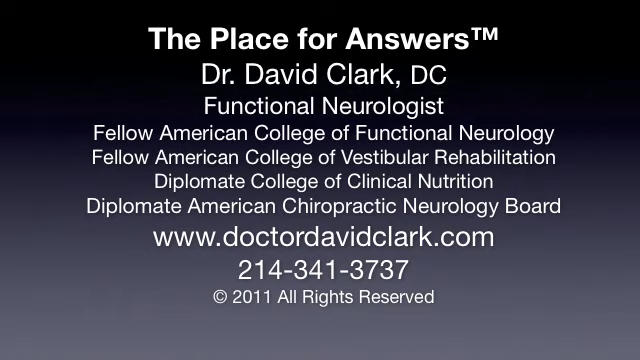 The Place for Answers™
Dr. David Clark, DC
Functional Neurologist
Fellow American College of Functional Neurology
Fellow American College of Vestibular Rehabilitation
Diplomate College of Clinical Nutrition
Diplomate American Chiropractic Neurology Board
www.doctordavidclark.com
214-341-3737
© 2011 All Rights Reserved